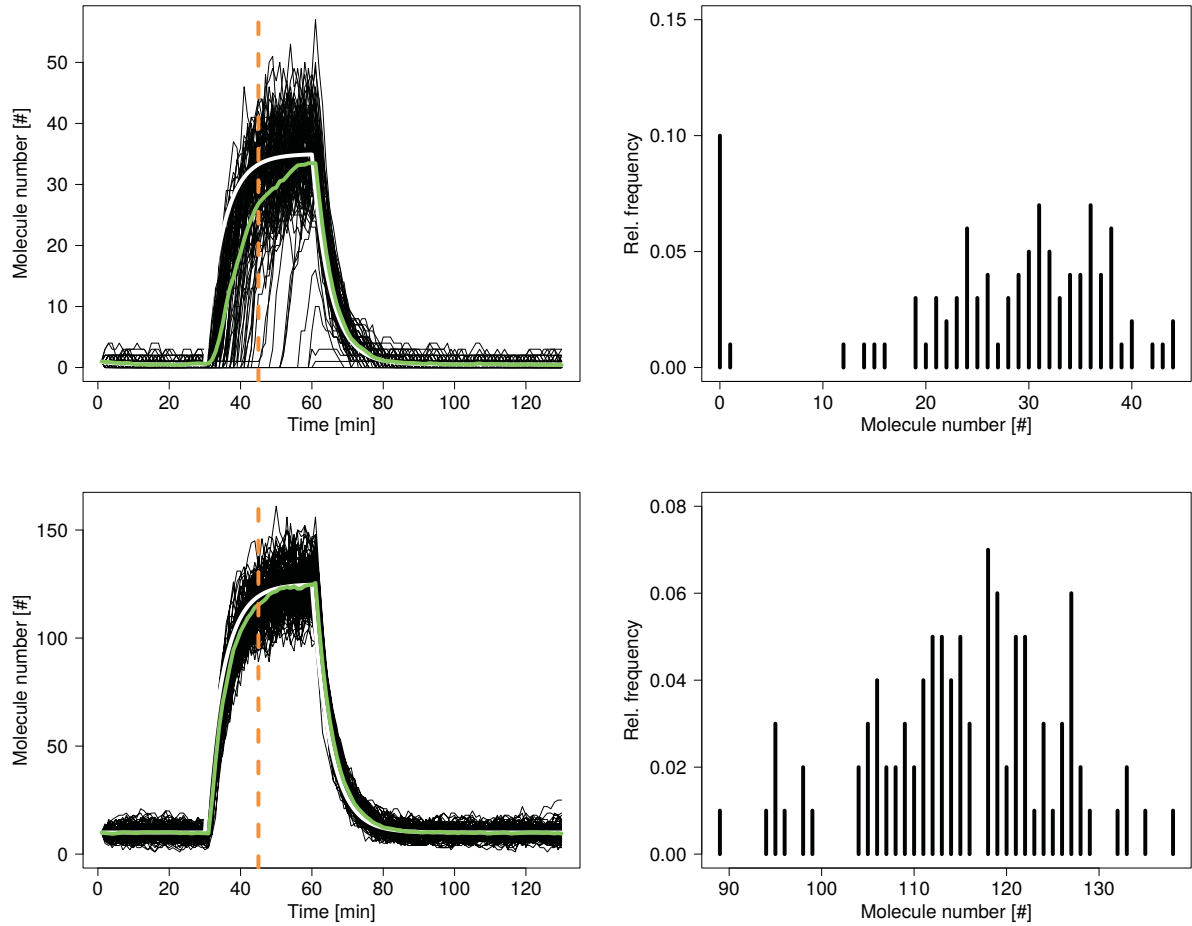 Molecule number [#]
50
40
30
20
10
0
0 20 40 60 80 100 120
Time [min]
Rel. frequency
0.15
0.10
0.05
0.00
0 10 20 30 40
Molecule number [#]
Molecule number [#]
150
100
50
0
0 20 40 60 80 100 120
Time [min]
Rel. frequency
0.08
0.06
0.04
0.02
0.00
90 100 110 120 130
Molecule number [#]